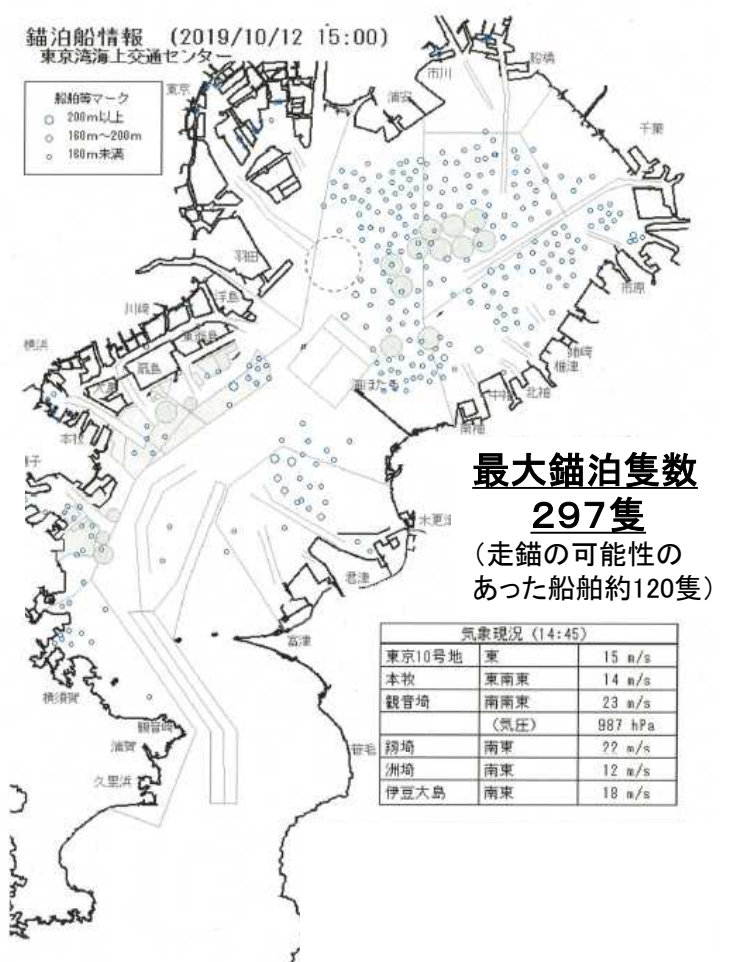 錨泊船情報 (2019/10/12 15:00)
東京湾海上交通センター
船舶等マーク
200m以上
160m~200m
160m未満
東京
市川
船橋
浦安
千葉
羽田
浮島
川崎
東扇島
市原
横浜
扇島
大黒
姉崎
椎津
海ほたる
北袖
中袖
南袖
本牧
最大錨泊隻数
297隻
(走錨の可能性の
あった船舶約120隻)
木更津
君津
富津
気象現況 (14:45)
東京10号地 東 15 m/s
本牧 東南東 14 m/s
観音埼 南南東 23 m/s
(気圧) 987 hPa
剱埼 南東 22 m/s
洲埼 南東 12 m/s
伊豆大島 南東 18 m/s
横須賀
観音崎
浦賀
笹毛
久里浜